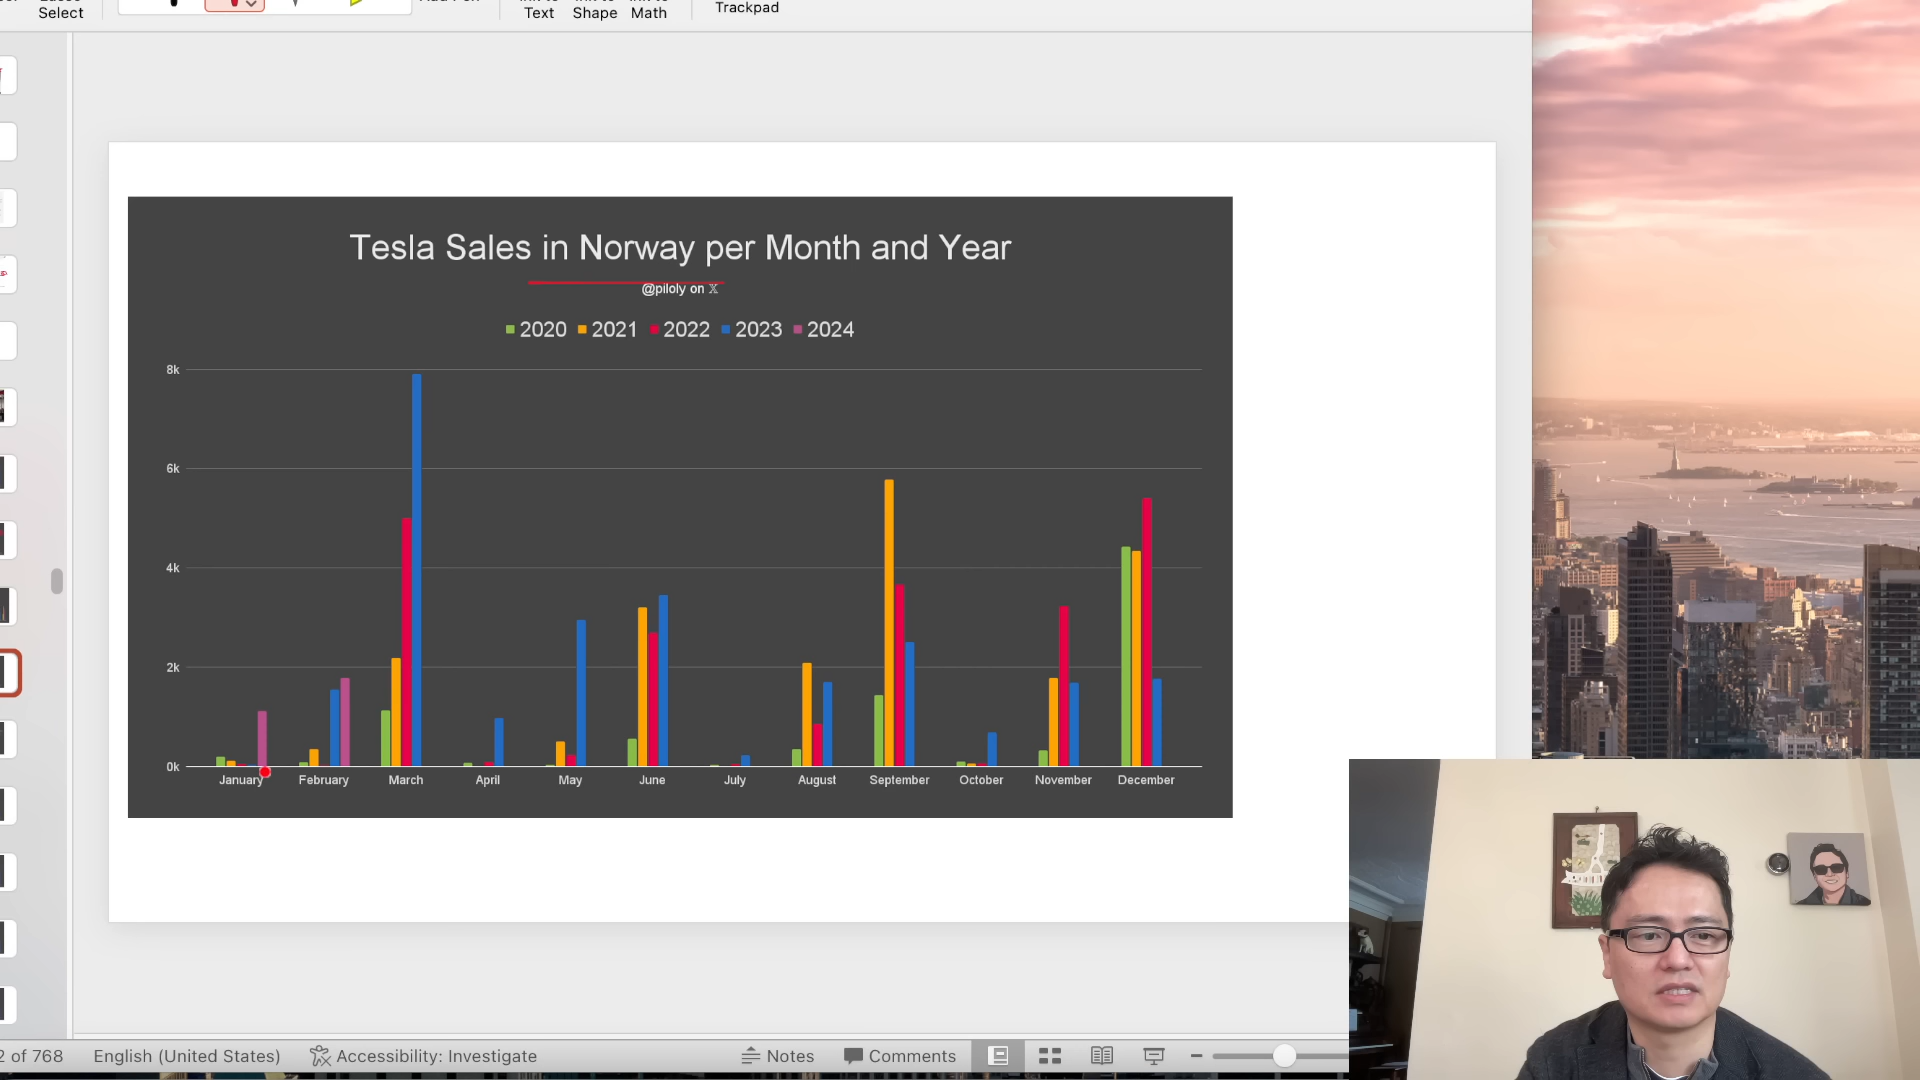 Select
Text
Shape
Math
Trackpad
Tesla Sales in Norway per Month and Year
@piloly on 𝕏
2020 2021 2022 2023 2024
8k
6k
4k
2k
0k
January February March April May June July August September October November December
2 of 768 English (United States) Accessibility: Investigate Notes Comments